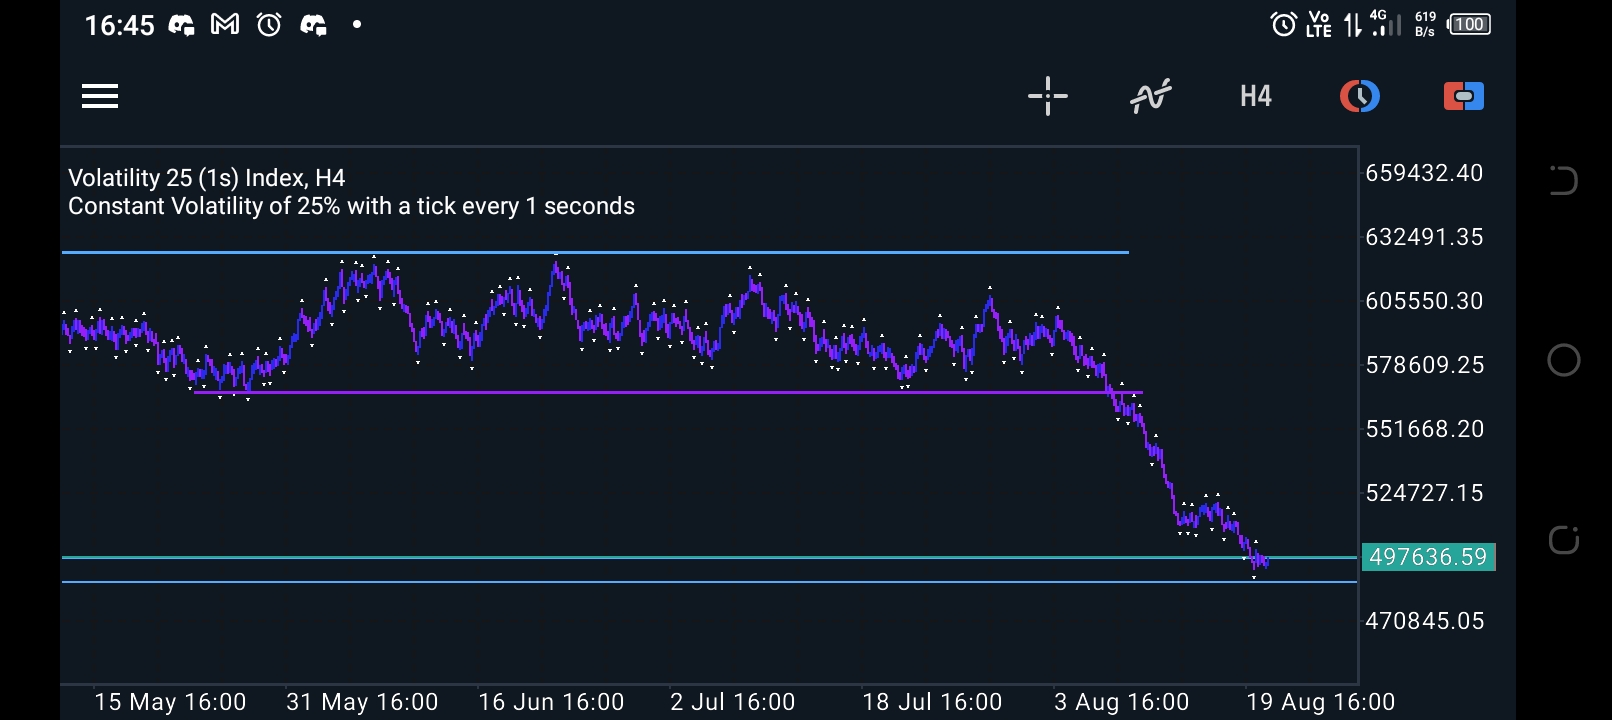 16:45
Vo
LTE
4G
619
B/s
100
H4
Volatility 25 (1s) Index, H4
Constant Volatility of 25% with a tick every 1 seconds
659432.40
632491.35
605550.30
578609.25
551668.20
524727.15
497636.59
470845.05
15 May 16:00
31 May 16:00
16 Jun 16:00
2 Jul 16:00
18 Jul 16:00
3 Aug 16:00
19 Aug 16:00